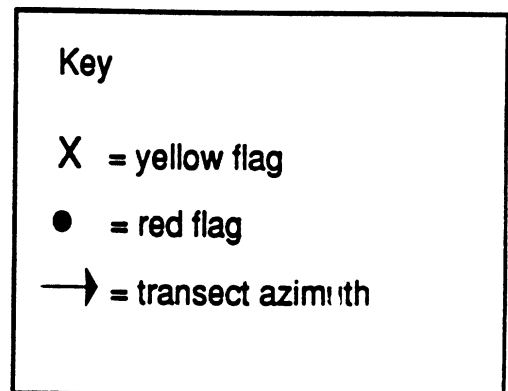 Key
X = yellow flag
● = red flag
→ = transect azimuth